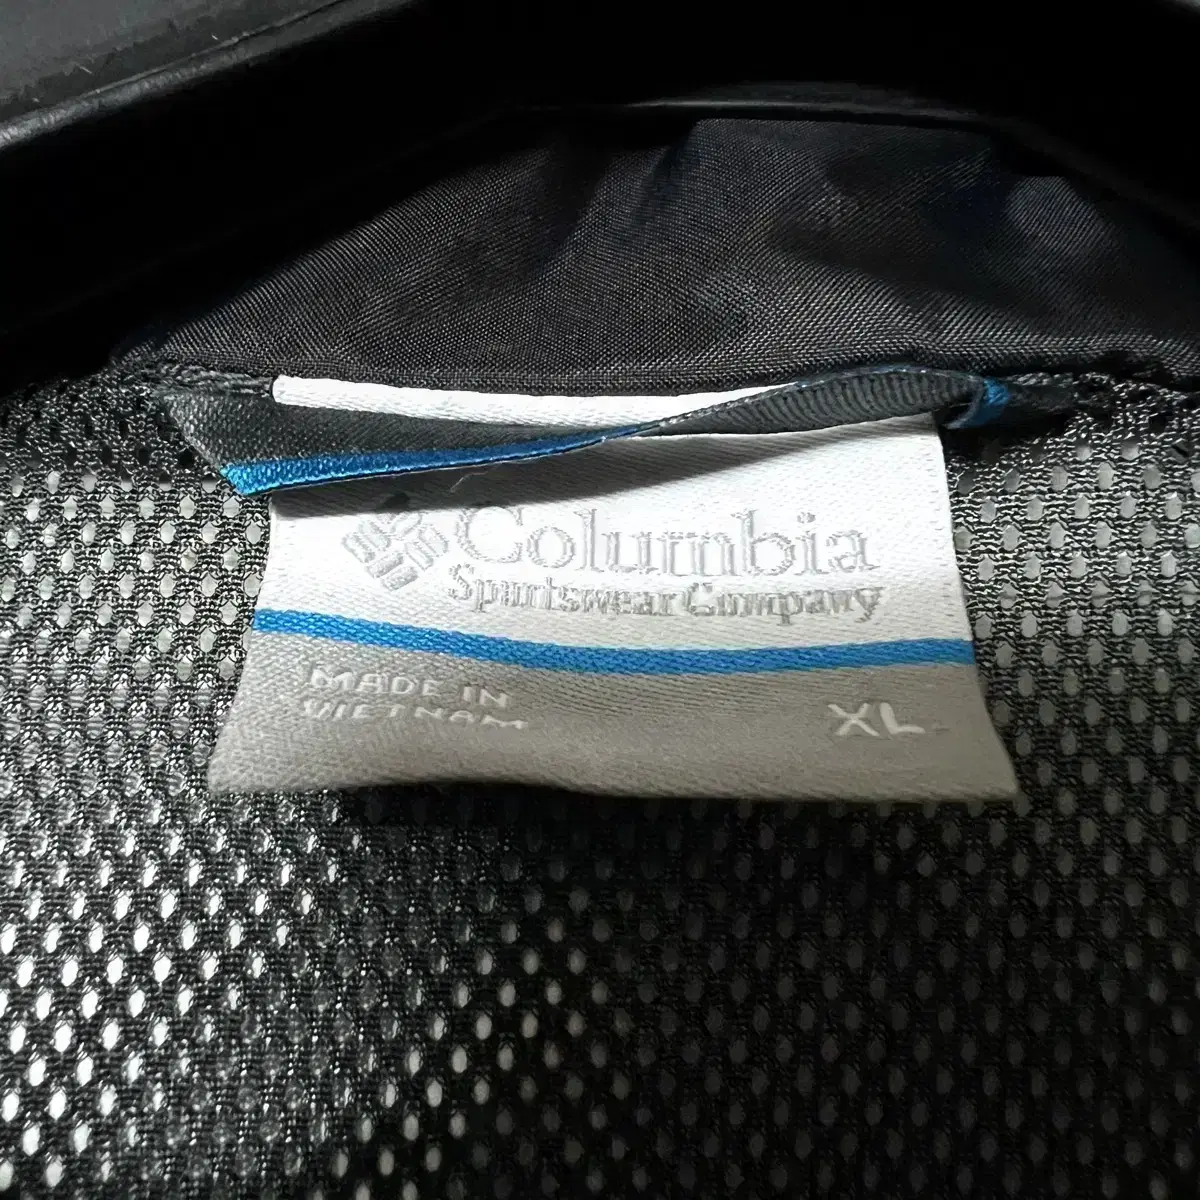 Columbia
Sportswear Company
MADE IN
VIETNAM
XL